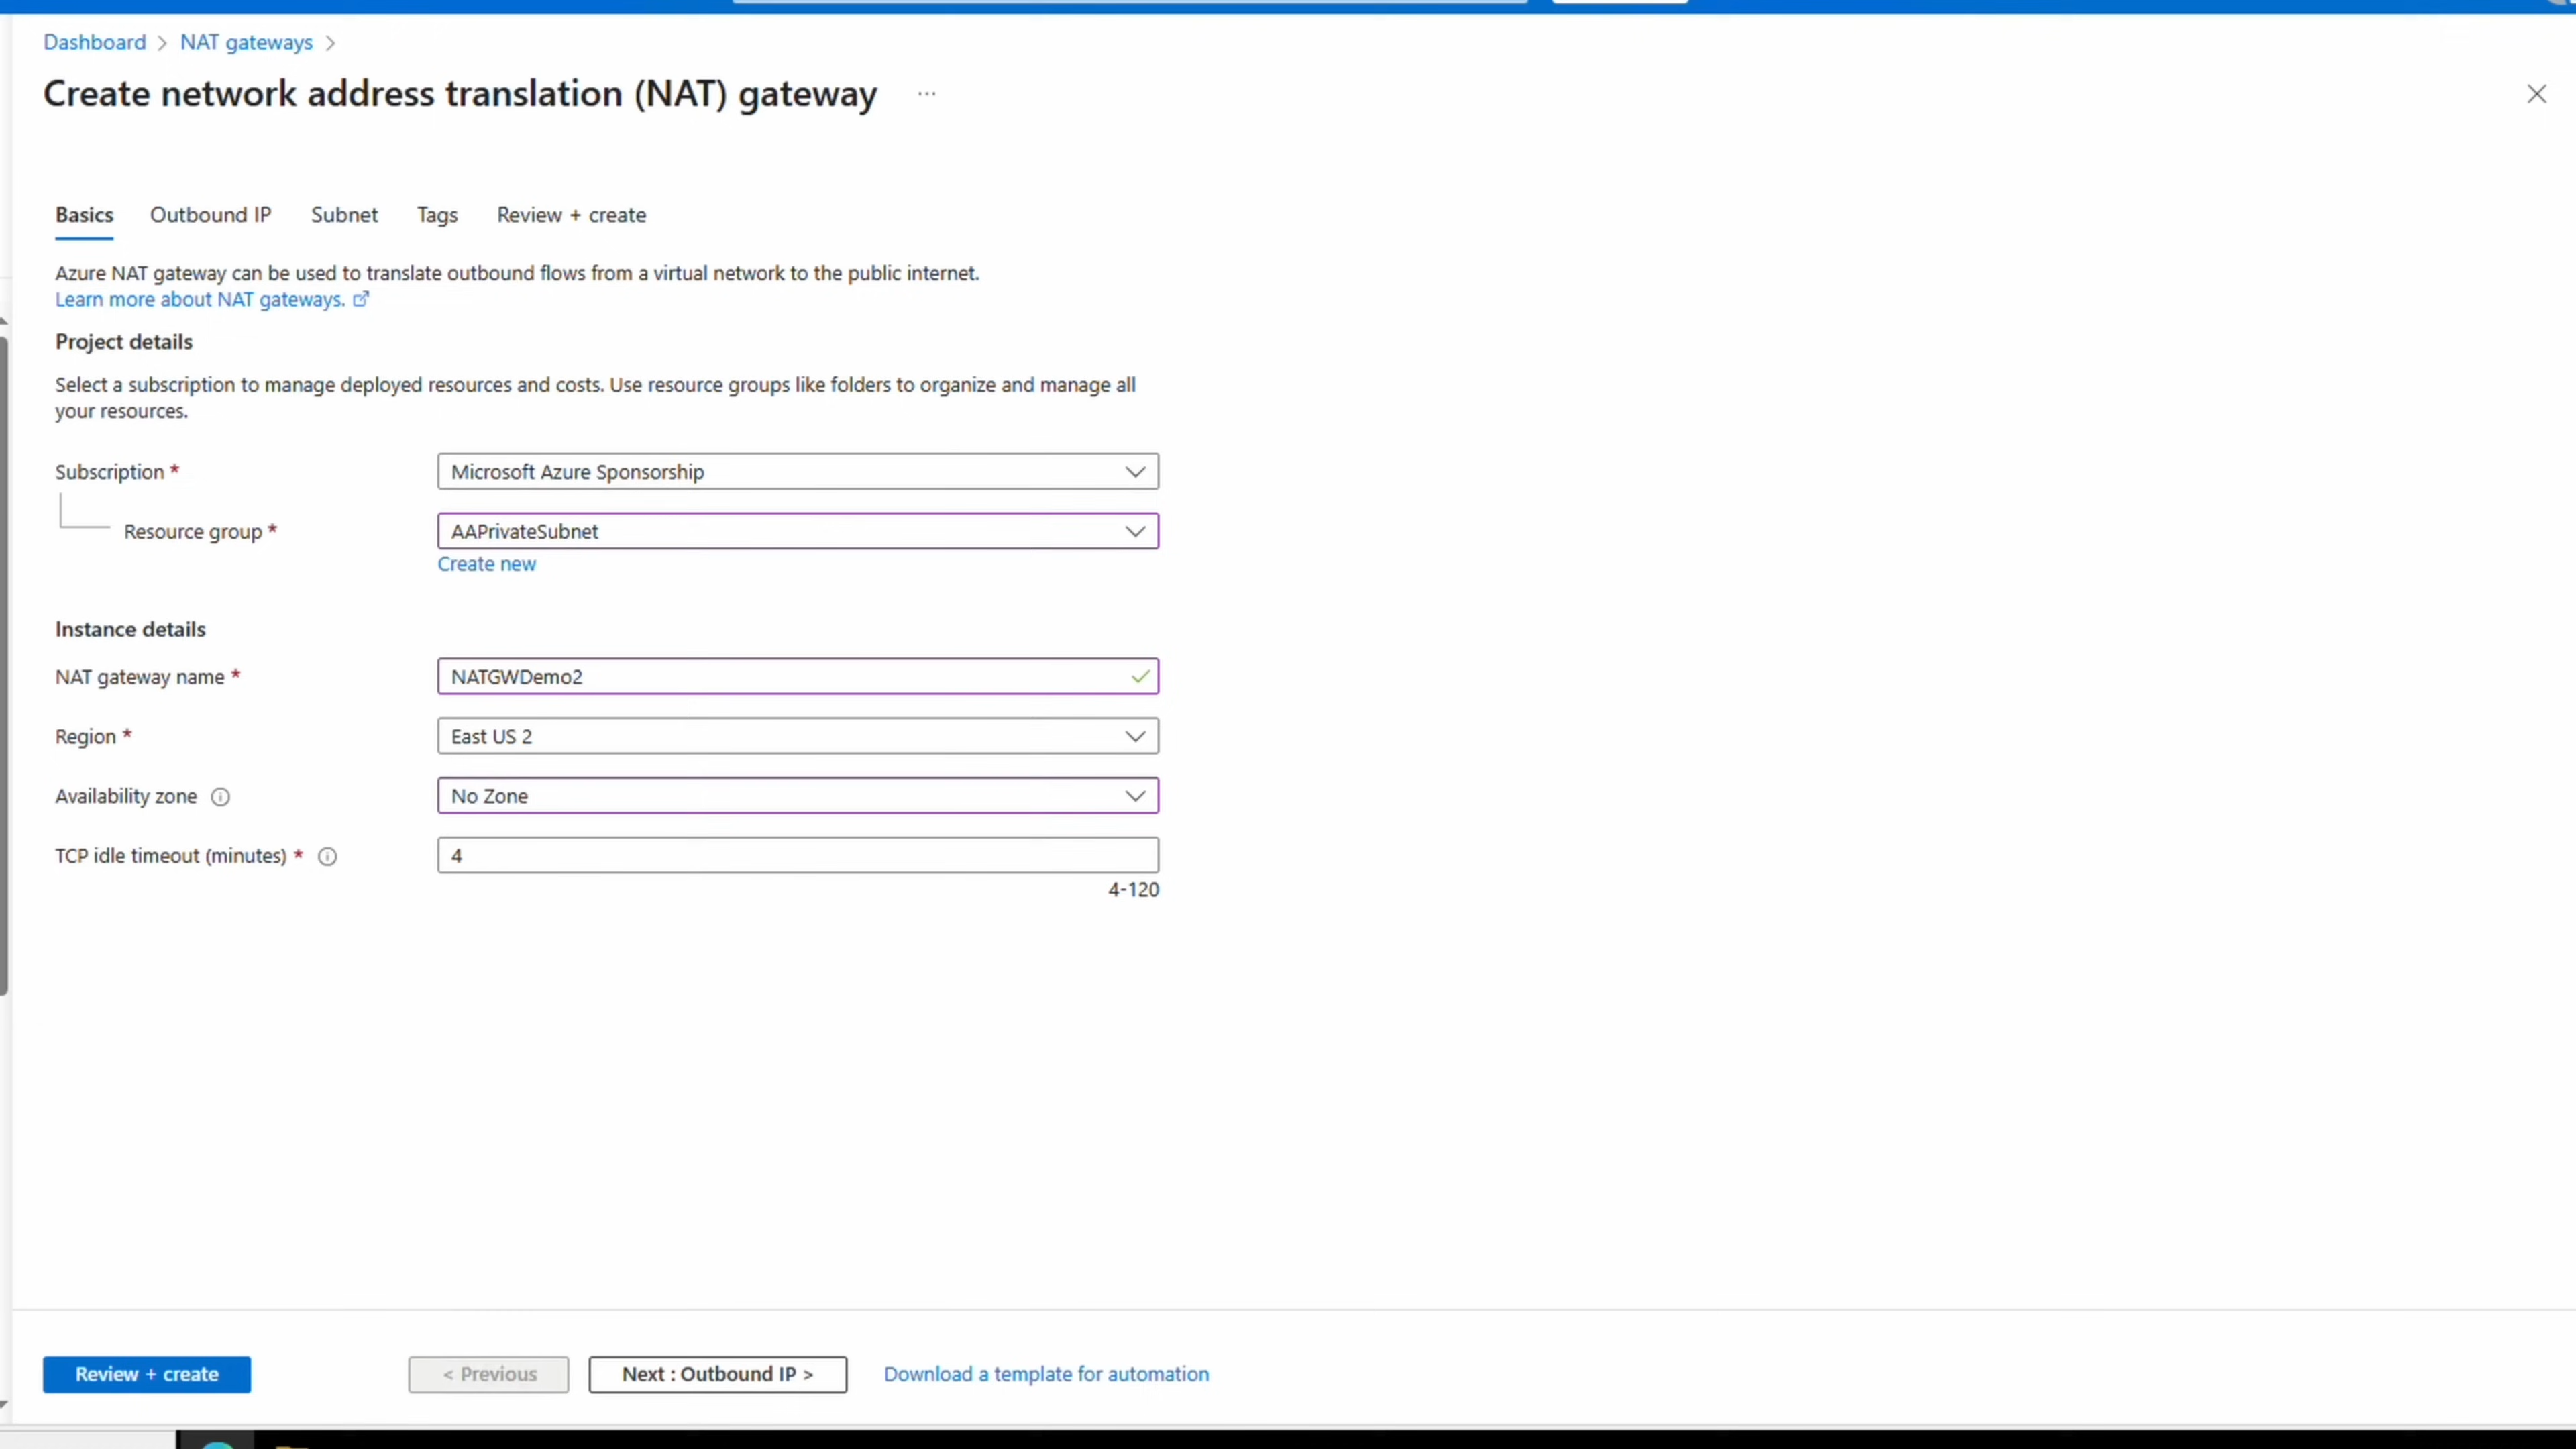 Dashboard > NAT gateways >
Create network address translation (NAT) gateway ...
Basics Outbound IP Subnet Tags Review + create
Azure NAT gateway can be used to translate outbound flows from a virtual network to the public internet.
Learn more about NAT gateways.
Project details
Select a subscription to manage deployed resources and costs. Use resource groups like folders to organize and manage all
your resources.
Subscription * Microsoft Azure Sponsorship
Resource group * AAPrivateSubnet
Create new
Instance details
NAT gateway name * NATGWDemo2
Region * East US 2
Availability zone No Zone
TCP idle timeout (minutes) * 4
4-120
Review + create < Previous Next : Outbound IP > Download a template for automation